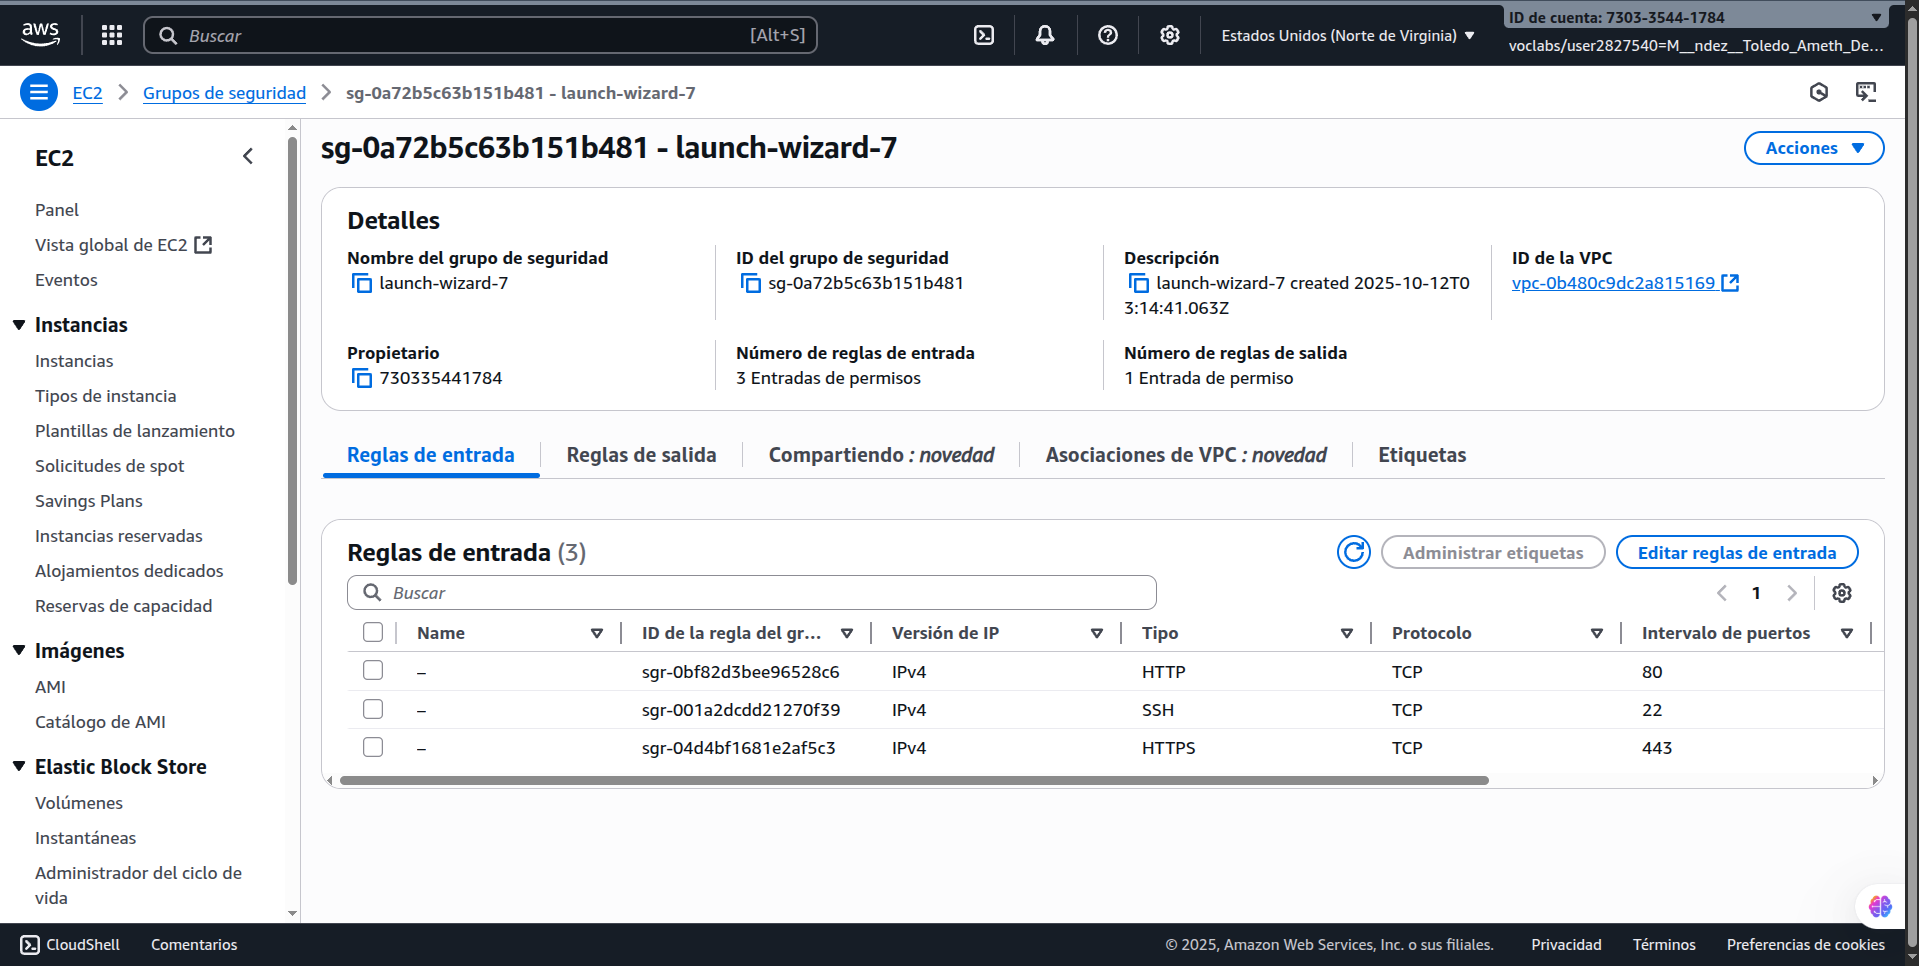 aws
Buscar
[Alt+S]
Estados Unidos (Norte de Virginia)
ID de cuenta: 7303-3544-1784
voclabs/user2827540=M__ndez__Toledo_Ameth_De...
EC2
Grupos de seguridad
sg-0a72b5c63b151b481 - launch-wizard-7
EC2
Panel
Vista global de EC2
Eventos
Instancias
Instancias
Tipos de instancia
Plantillas de lanzamiento
Solicitudes de spot
Savings Plans
Instancias reservadas
Alojamientos dedicados
Reservas de capacidad
Imágenes
AMI
Catálogo de AMI
Elastic Block Store
Volúmenes
Instantáneas
Administrador del ciclo de
vida
sg-0a72b5c63b151b481 - launch-wizard-7
Acciones
Detalles
Nombre del grupo de seguridad
launch-wizard-7
ID del grupo de seguridad
sg-0a72b5c63b151b481
Descripción
launch-wizard-7 created 2025-10-12T0
3:14:41.063Z
ID de la VPC
vpc-0b480c9dc2a815169
Propietario
730335441784
Número de reglas de entrada
3 Entradas de permisos
Número de reglas de salida
1 Entrada de permiso
Reglas de entrada
Reglas de salida
Compartiendo : novedad
Asociaciones de VPC : novedad
Etiquetas
Reglas de entrada (3)
Administrar etiquetas
Editar reglas de entrada
Buscar
1
Name ID de la regla del gr... Versión de IP Tipo Protocolo Intervalo de puertos
– sgr-0bf82d3bee96528c6 IPv4 HTTP TCP 80
– sgr-001a2dcdd21270f39 IPv4 SSH TCP 22
– sgr-04d4bf1681e2af5c3 IPv4 HTTPS TCP 443
CloudShell
Comentarios
© 2025, Amazon Web Services, Inc. o sus filiales.
Privacidad
Términos
Preferencias de cookies